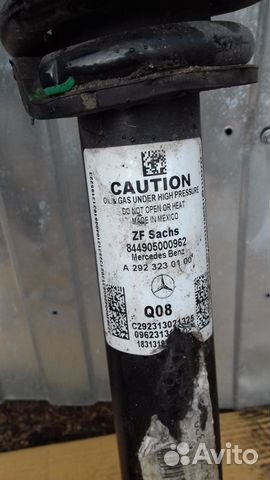 CAUTION
OIL & GAS UNDER HIGH PRESSURE
DO NOT OPEN OR HEAT
MADE IN MEXICO
ZF Sachs
844905000962
Mercedes Benz
A 292 323 01 00
Q08
Avito